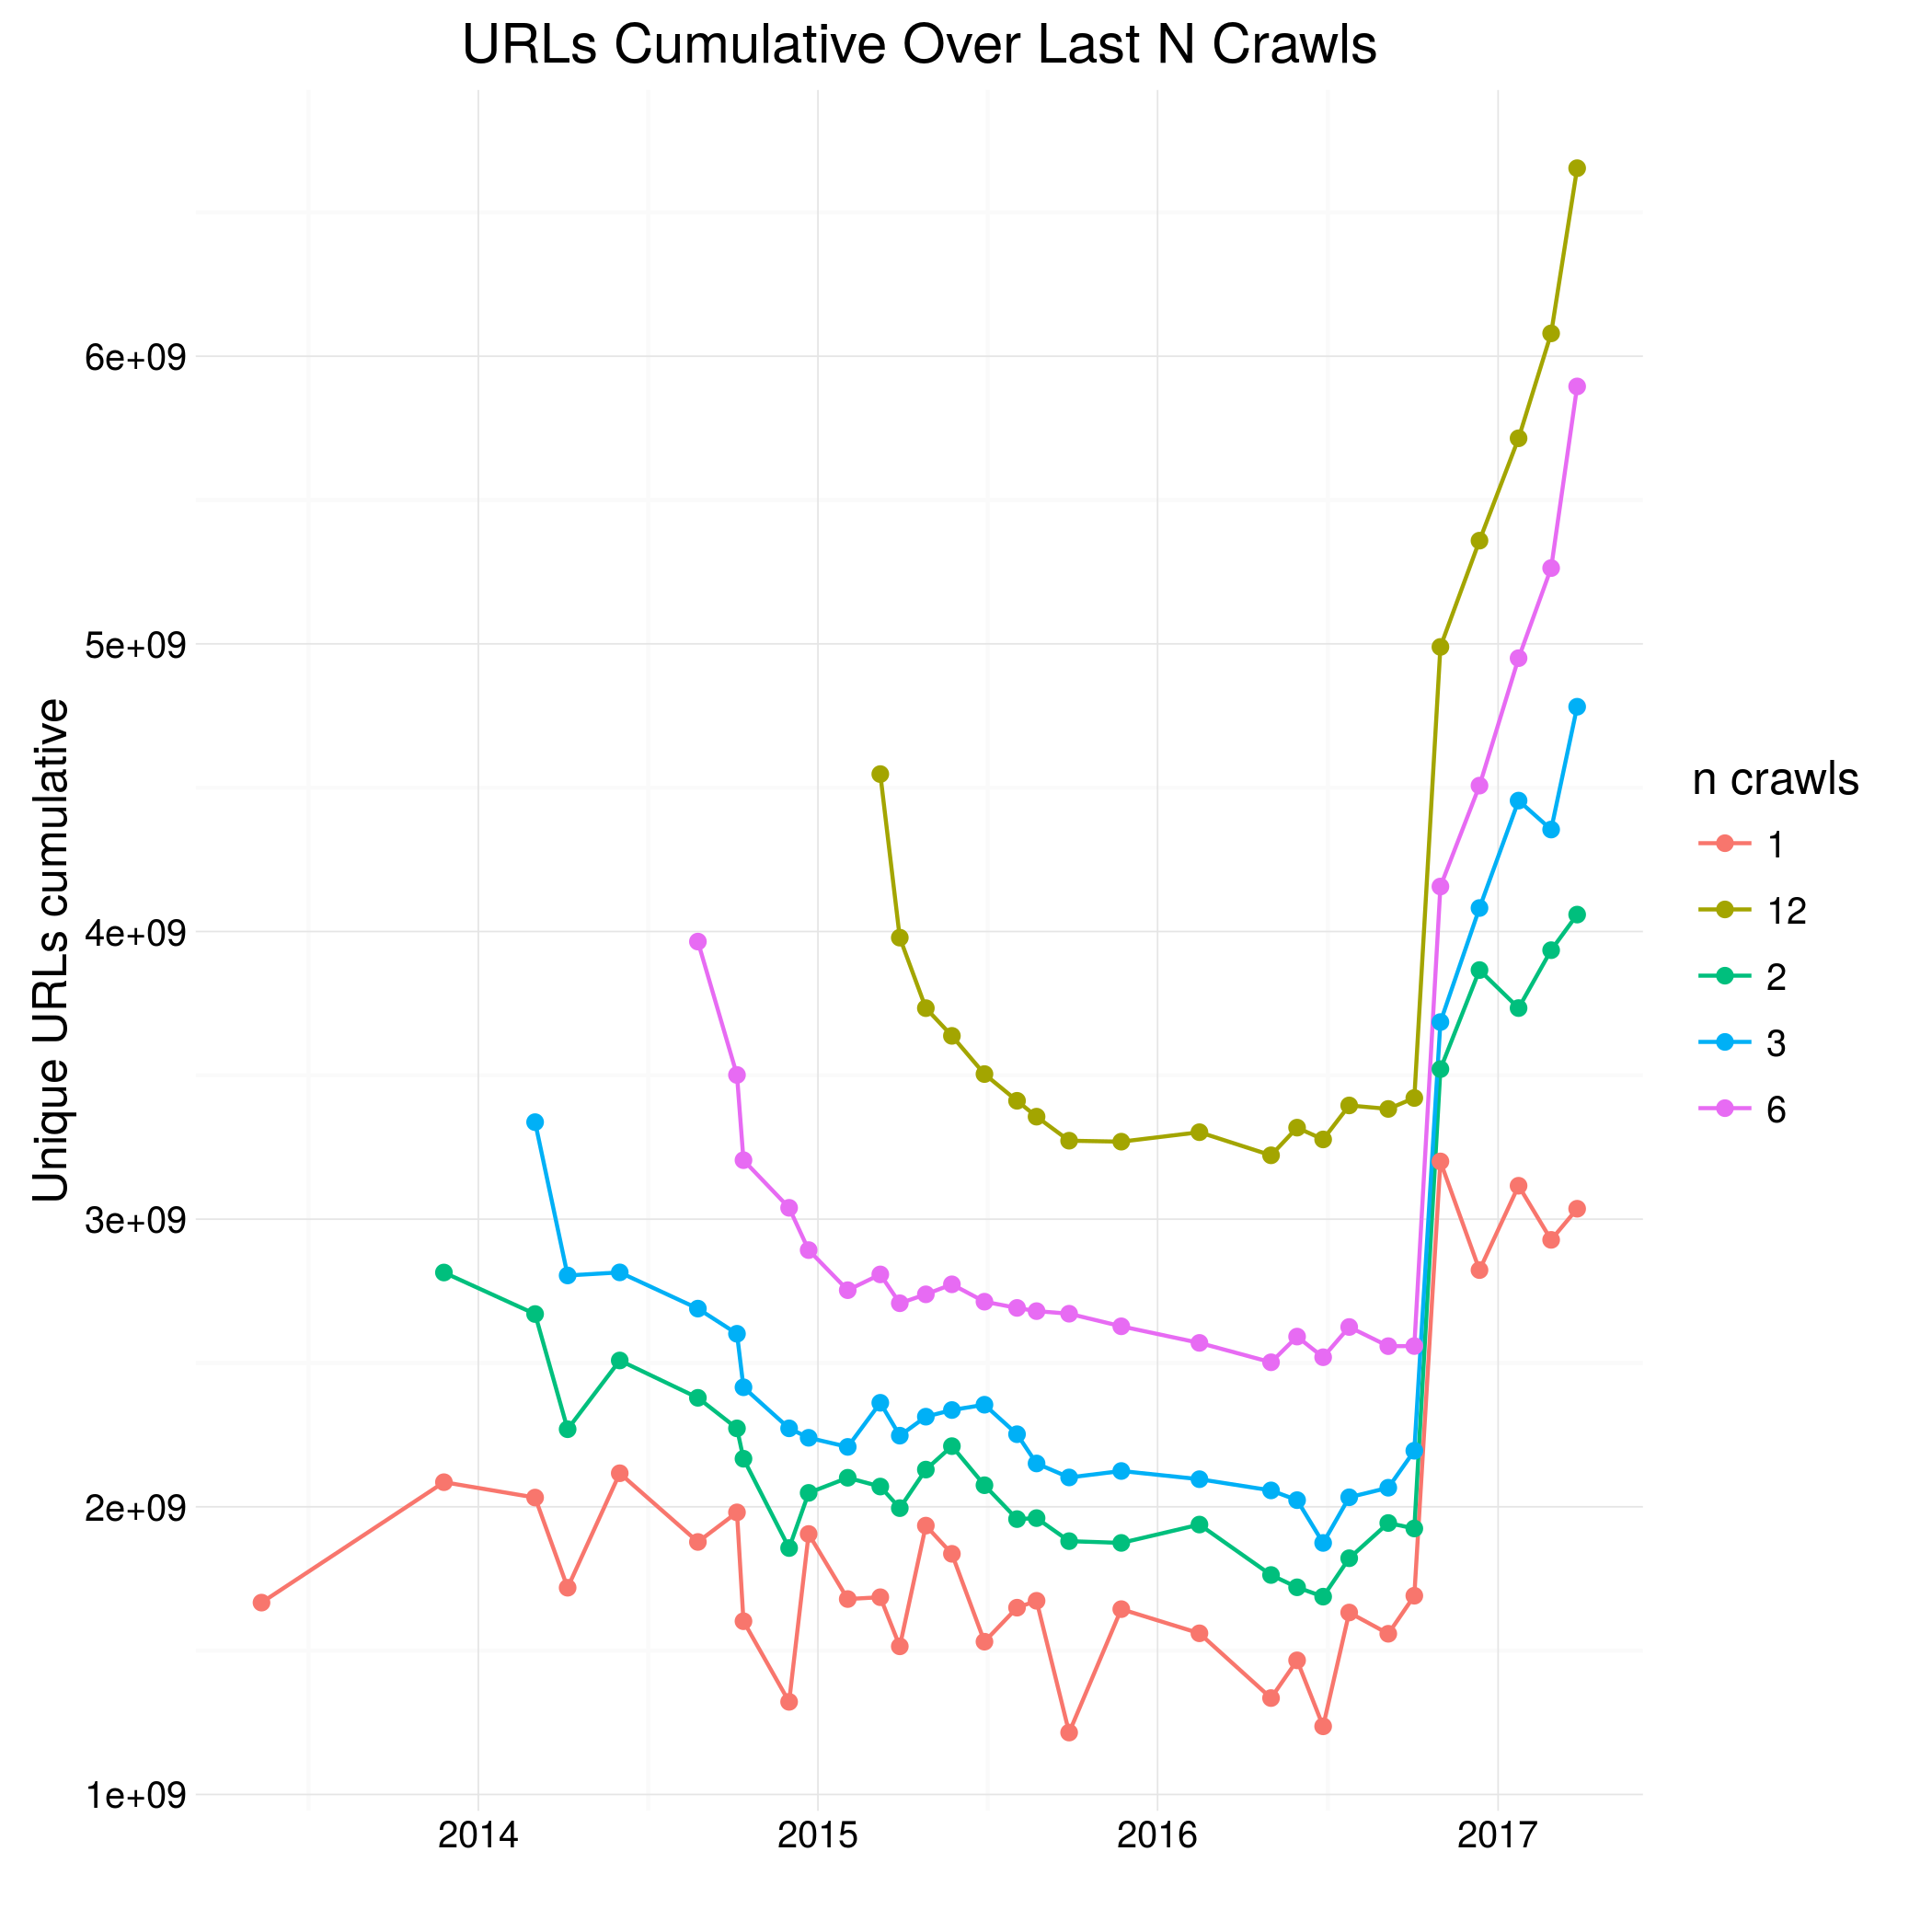 URLs Cumulative Over Last N Crawls
Unique URLs cumulative
6e+09
5e+09
4e+09
3e+09
2e+09
1e+09
2014
2015
2016
2017
n crawls
1
12
2
3
6